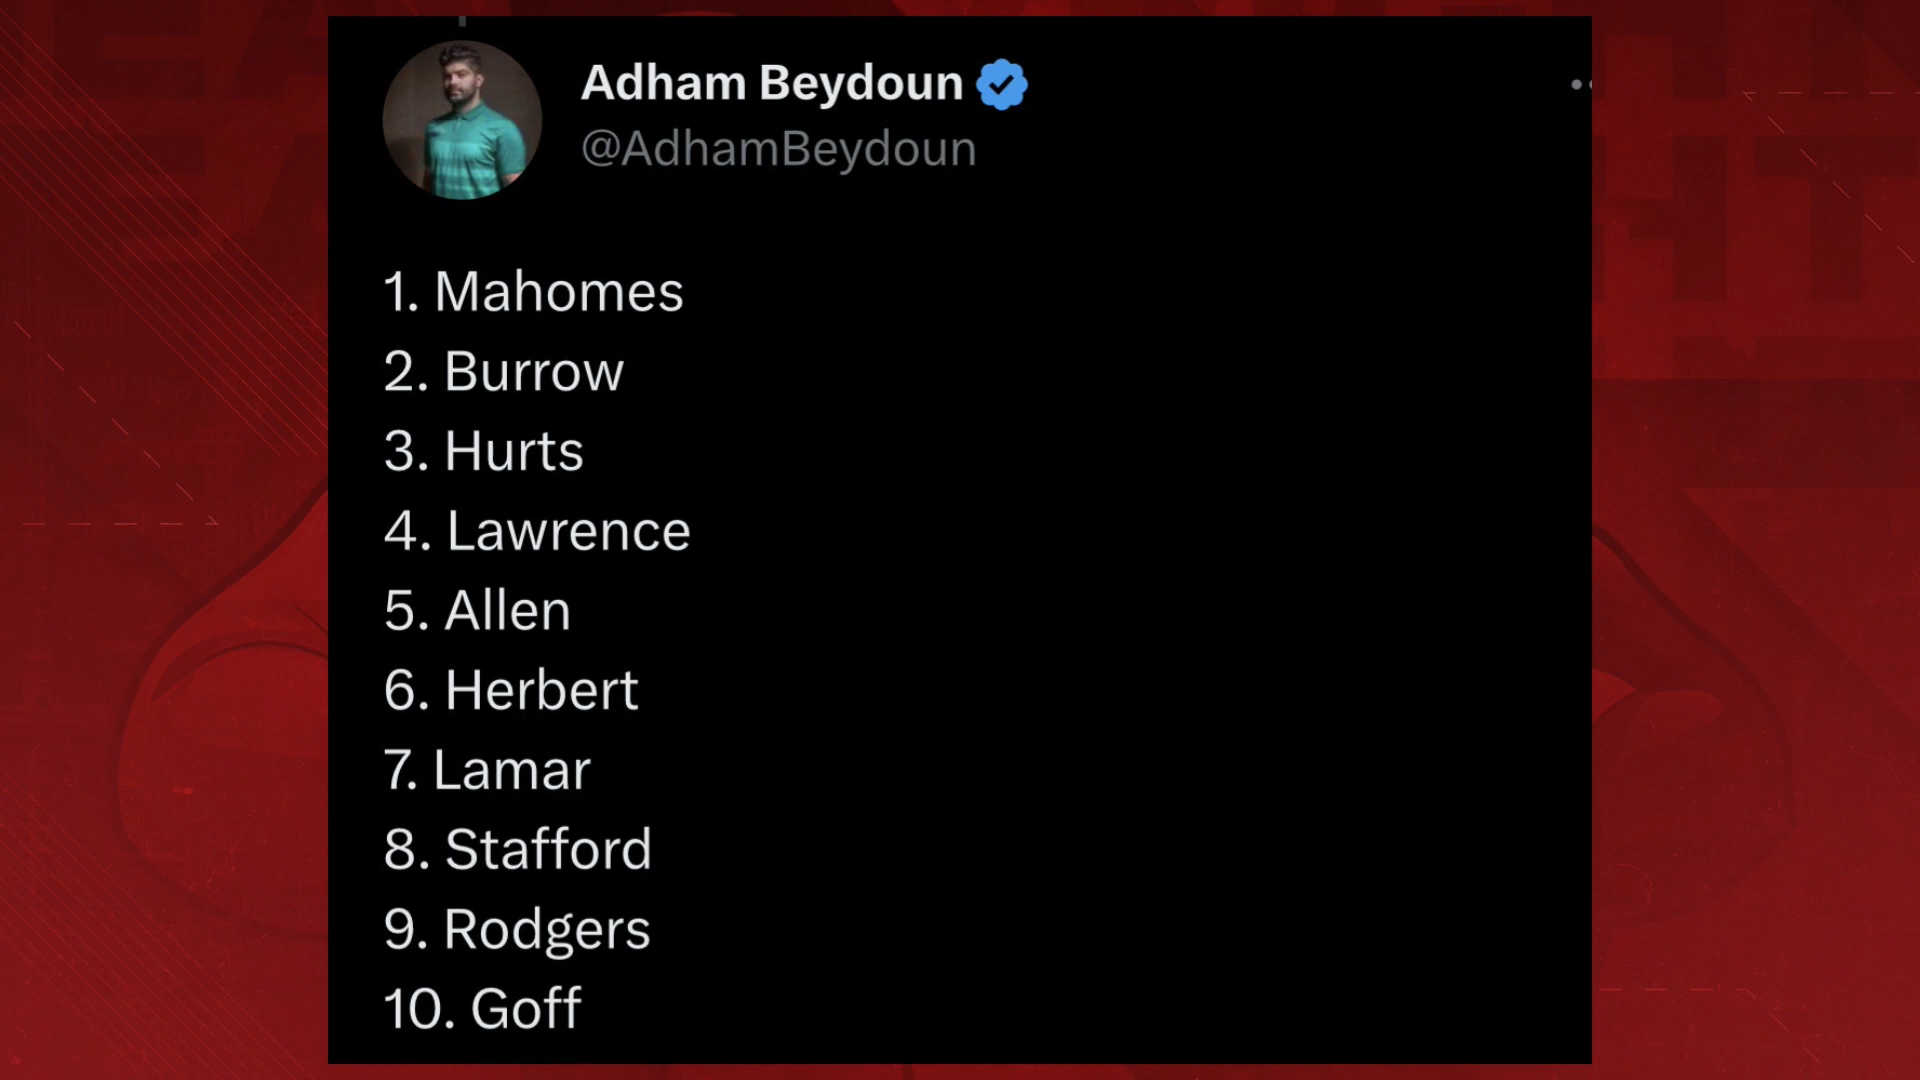 Adham Beydoun
@AdhamBeydoun
1. Mahomes
2. Burrow
3. Hurts
4. Lawrence
5. Allen
6. Herbert
7. Lamar
8. Stafford
9. Rodgers
10. Goff